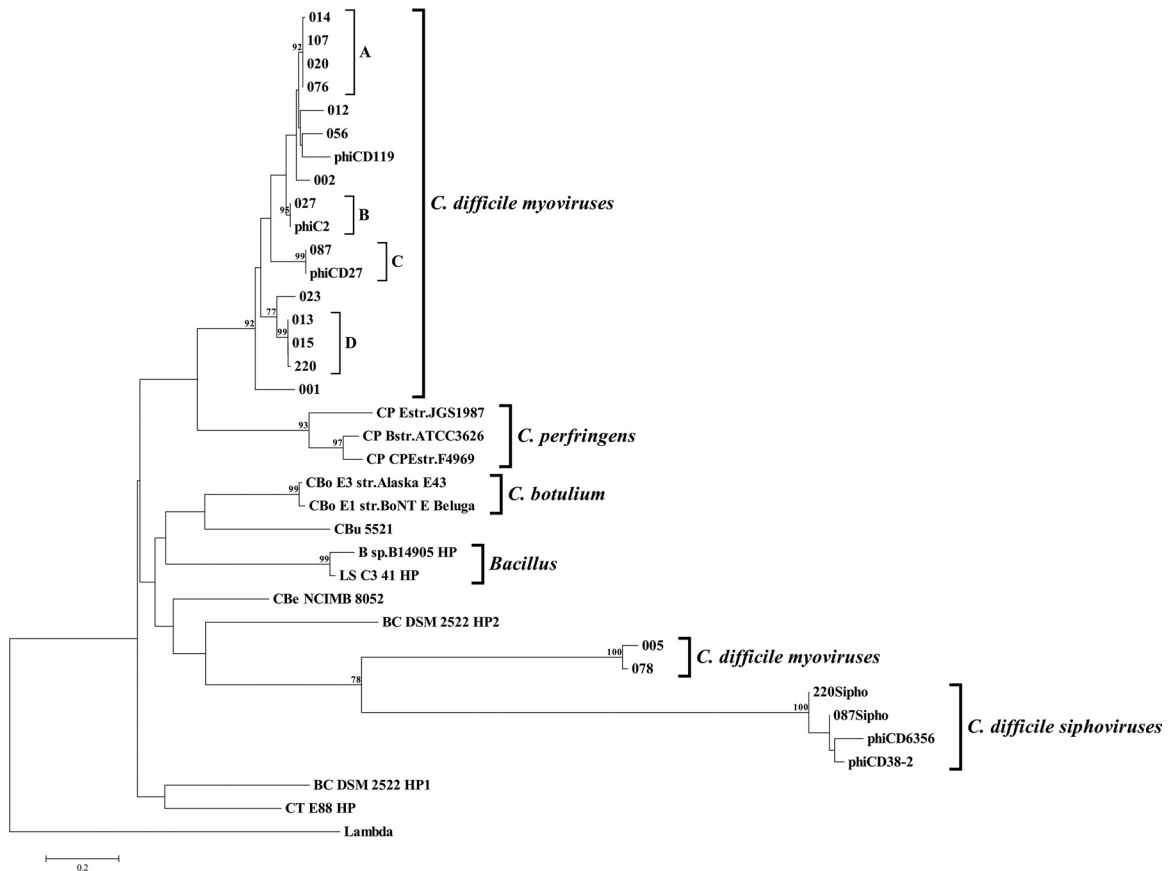 014
92
107
A
020
076
012
056
phiCD119
002
C. difficile myoviruses
027
95
B
phiC2
087
99
C
phiCD27
023
77
013
92
99
015
D
220
001
CP Estr.JGS1987
93
CP Bstr.ATCC3626
97
C. perfringens
CP CPEstr.F4969
CBo E3 str.Alaska E43
99
C. botulium
CBo E1 str.BoNT E Beluga
CBu 5521
B sp.B14905 HP
99
Bacillus
LS C3 41 HP
CBe NCIMB 8052
BC DSM 2522 HP2
005
100
C. difficile myoviruses
078
78
220Sipho
100
087Sipho
C. difficile siphoviruses
phiCD6356
phiCD38-2
BC DSM 2522 HP1
CT E88 HP
Lambda
0.2